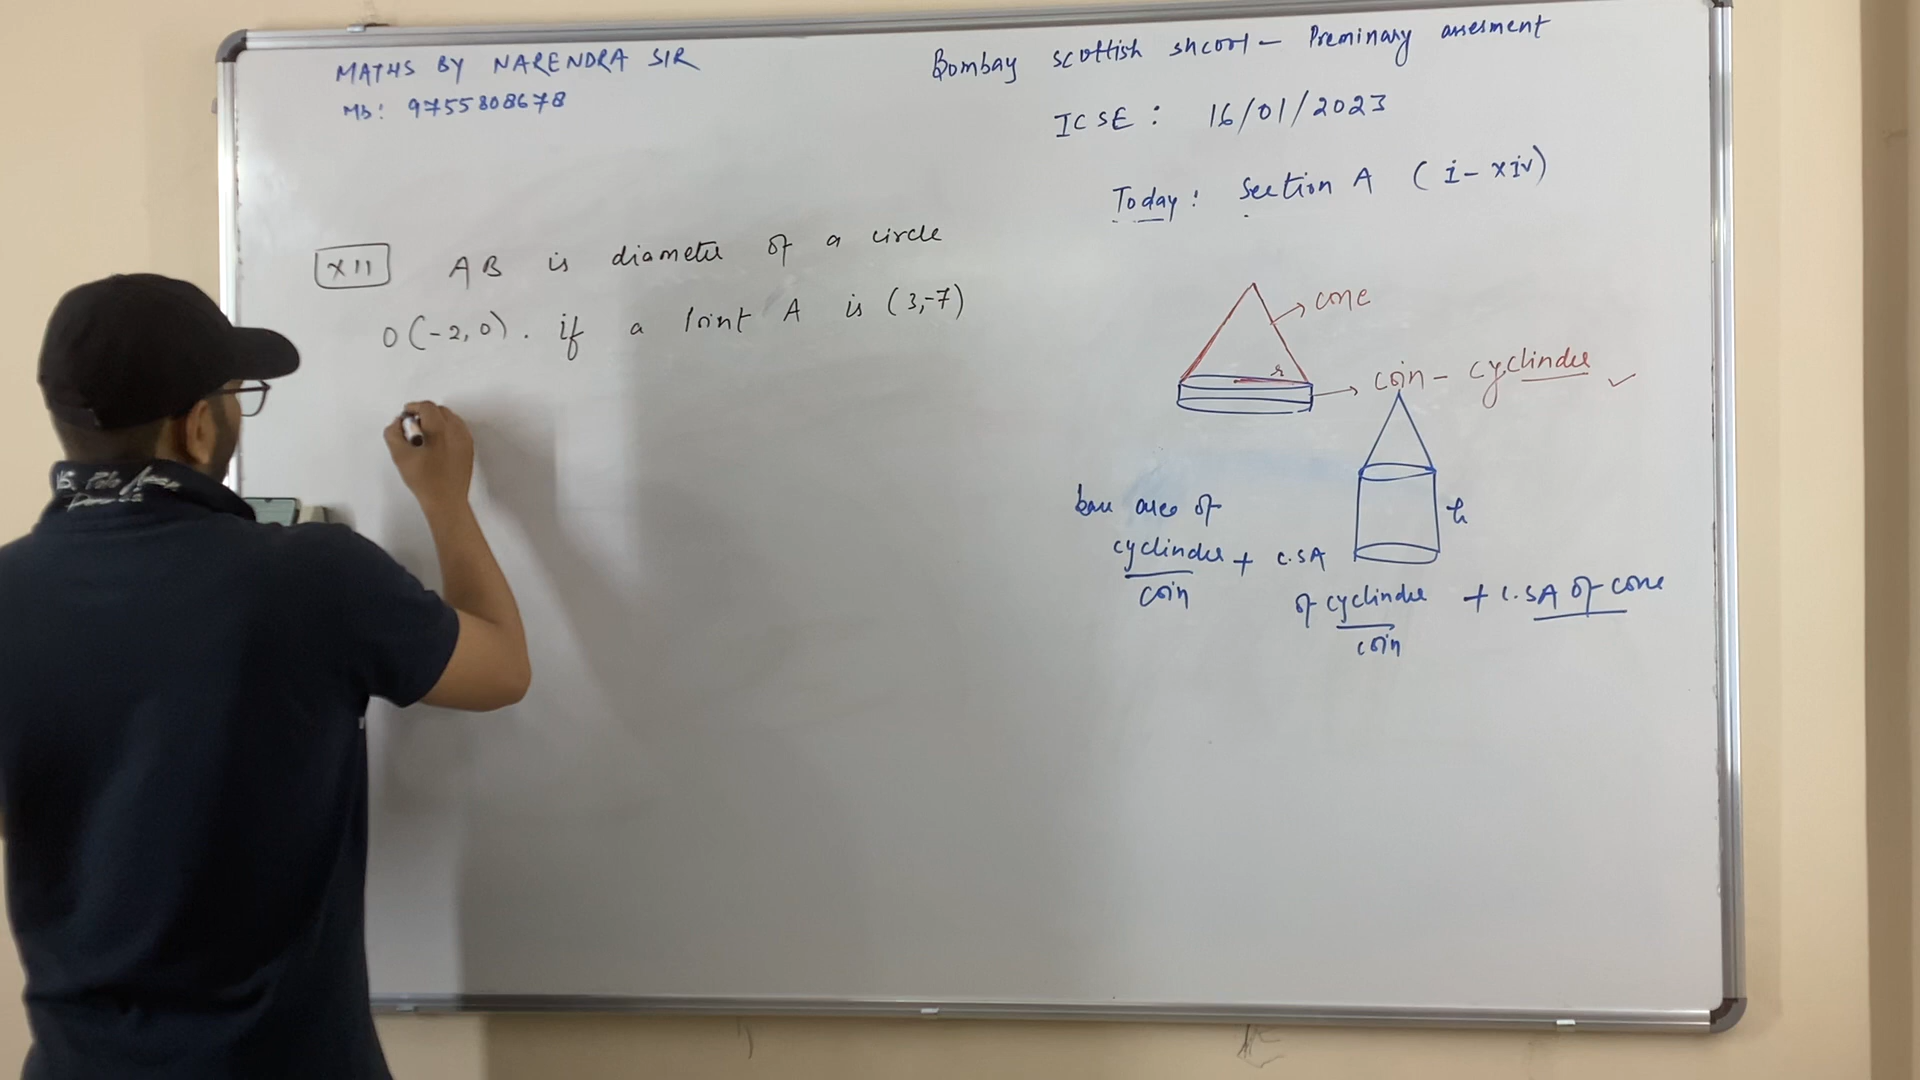 MATHS BY NARENDRA SIR
Mb: 9755808678
Bombay scottish shcool - Preminary assesment
ICSE: 16/01/2023
Today: Section A (i - xiv)
XII AB is diameter of a circle
O(-2,0). if a point A is (3,-7)
cone
r
coin - cyclinder ✓
h
base area of
cyclinder + C.SA
coin
of cyclinder + C.SA of cone
coin